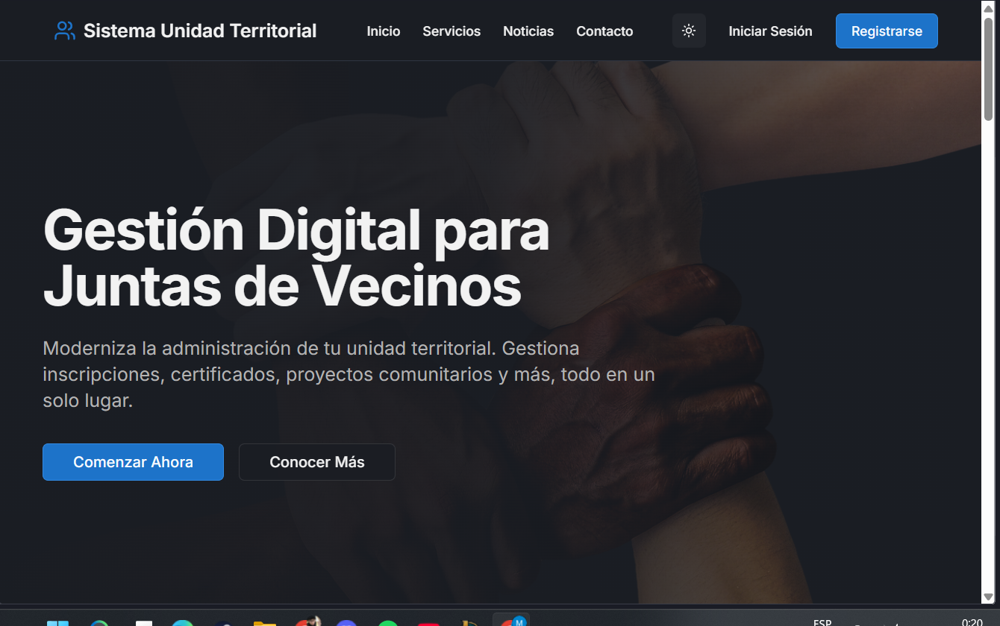 Sistema Unidad Territorial
Inicio
Servicios
Noticias
Contacto
Iniciar Sesión
Registrarse
Gestión Digital para
Juntas de Vecinos
Moderniza la administración de tu unidad territorial. Gestiona
inscripciones, certificados, proyectos comunitarios y más, todo en un
solo lugar.
Comenzar Ahora
Conocer Más
M
ESP
0:20